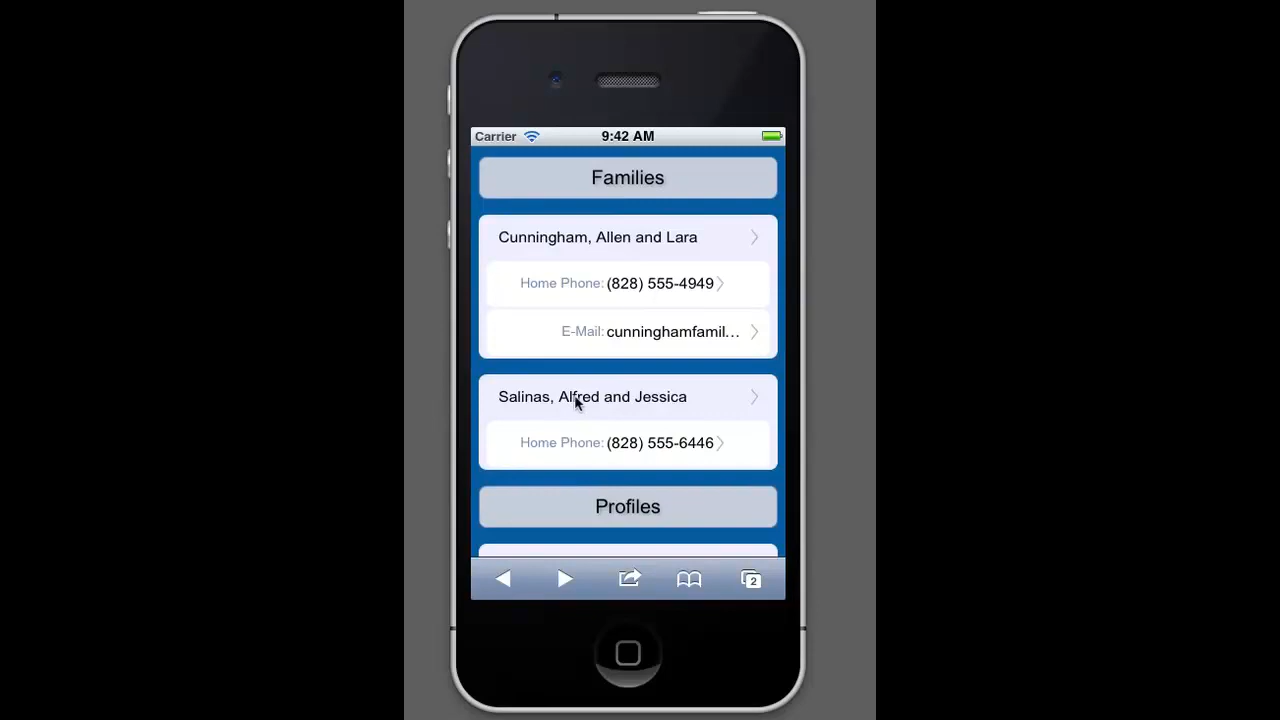 Carrier 9:42 AM
Families
Cunningham, Allen and Lara
Home Phone: (828) 555-4949
E-Mail: cunninghamfamil...
Salinas, Alfred and Jessica
Home Phone: (828) 555-6446
Profiles
2